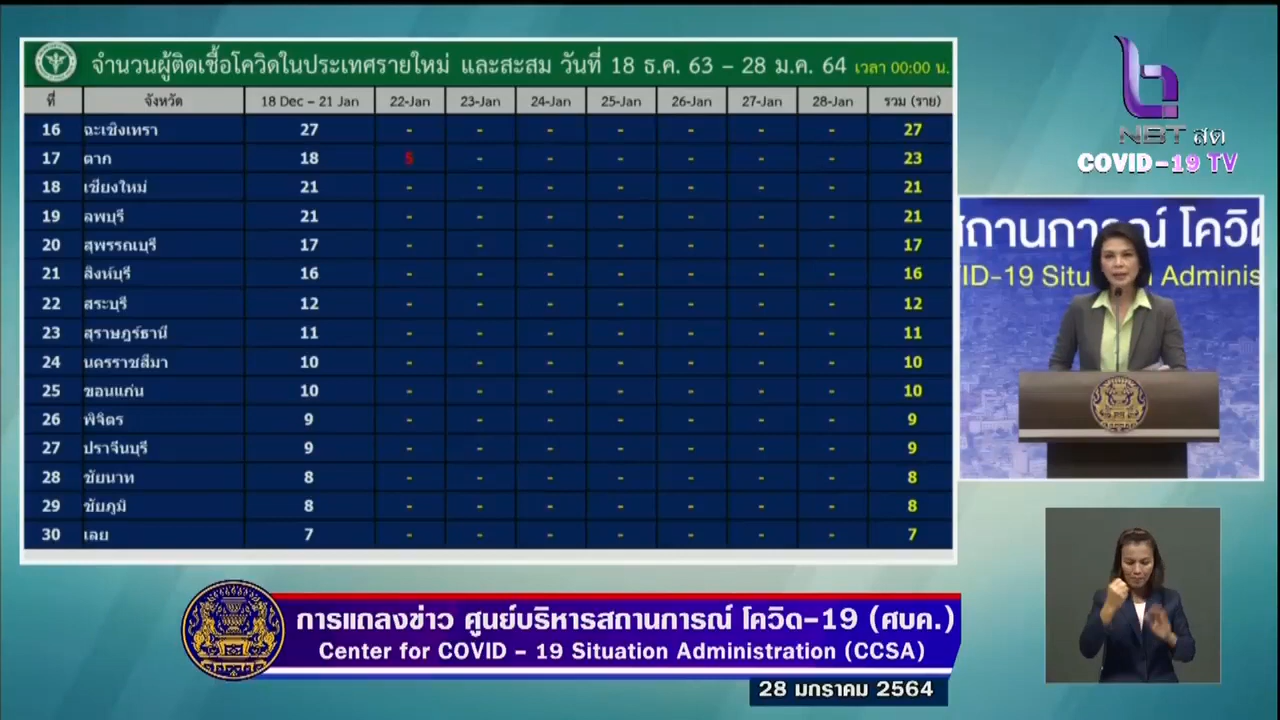 จำนวนผู้ติดเชื้อโควิดในประเทศรายใหม่ และสะสม วันที่ 18 ธ.ค. 63 – 28 ม.ค. 64 เวลา 00:00 น.
ที่ จังหวัด 18 Dec – 21 Jan 22-Jan 23-Jan 24-Jan 25-Jan 26-Jan 27-Jan 28-Jan รวม (ราย)
16 ฉะเชิงเทรา 27 - - - - - - - 27
17 ตาก 18 5 - - - - - - 23
18 เชียงใหม่ 21 - - - - - - - 21
19 ลพบุรี 21 - - - - - - - 21
20 สุพรรณบุรี 17 - - - - - - - 17
21 สิงห์บุรี 16 - - - - - - - 16
22 สระบุรี 12 - - - - - - - 12
23 สุราษฎร์ธานี 11 - - - - - - - 11
24 นครราชสีมา 10 - - - - - - - 10
25 ขอนแก่น 10 - - - - - - - 10
26 พิจิตร 9 - - - - - - - 9
27 ปราจีนบุรี 9 - - - - - - - 9
28 ชัยนาท 8 - - - - - - - 8
29 ชัยภูมิ 8 - - - - - - - 8
30 เลย 7 - - - - - - - 7
NBT สด
COVID-19 TV
สถานการณ์ โควิด
VID-19 Situ n Adminis
การแถลงข่าว ศูนย์บริหารสถานการณ์ โควิด-19 (ศบค.)
Center for COVID – 19 Situation Administration (CCSA)
28 มกราคม 2564